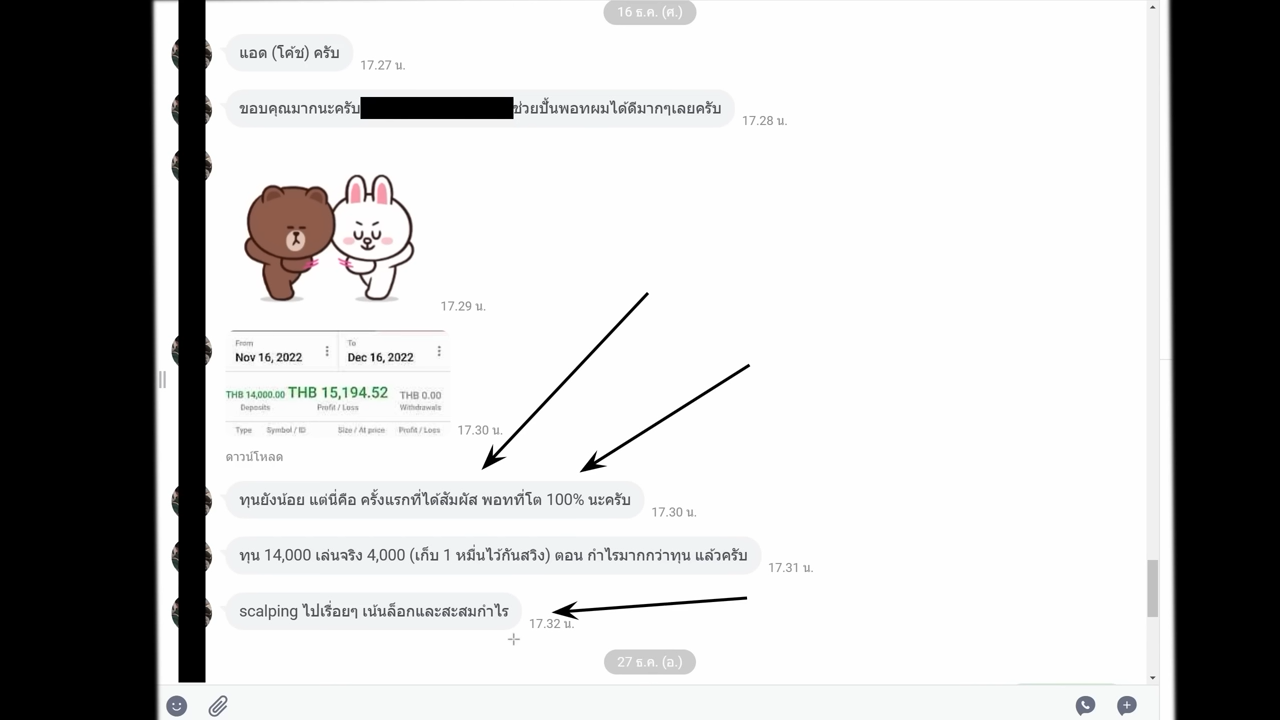 16 ธ.ค. (ศ.)
แอด (โค้ช) ครับ
17.27 น.
ขอบคุณมากนะครับ ช่วยปั้นพอทผมได้ดีมากๆเลยครับ
17.28 น.
17.29 น.
From
To
Nov 16, 2022
Dec 16, 2022
THB 14,000.00 THB 15,194.52 THB 0.00
Deposits Profit / Loss Withdrawals
Type Symbol / ID Size / At price Profit / Loss
17.30 น.
ดาวน์โหลด
ทุนยังน้อย แต่นี่คือ ครั้งแรกที่ได้สัมผัส พอทที่โต 100% นะครับ
17.30 น.
ทุน 14,000 เล่นจริง 4,000 (เก็บ 1 หมื่นไว้กันสวิง) ตอน กำไรมากกว่าทุน แล้วครับ
17.31 น.
scalping ไปเรื่อยๆ เน้นล็อกและสะสมกำไร
17.32 น.
27 ธ.ค. (อ.)